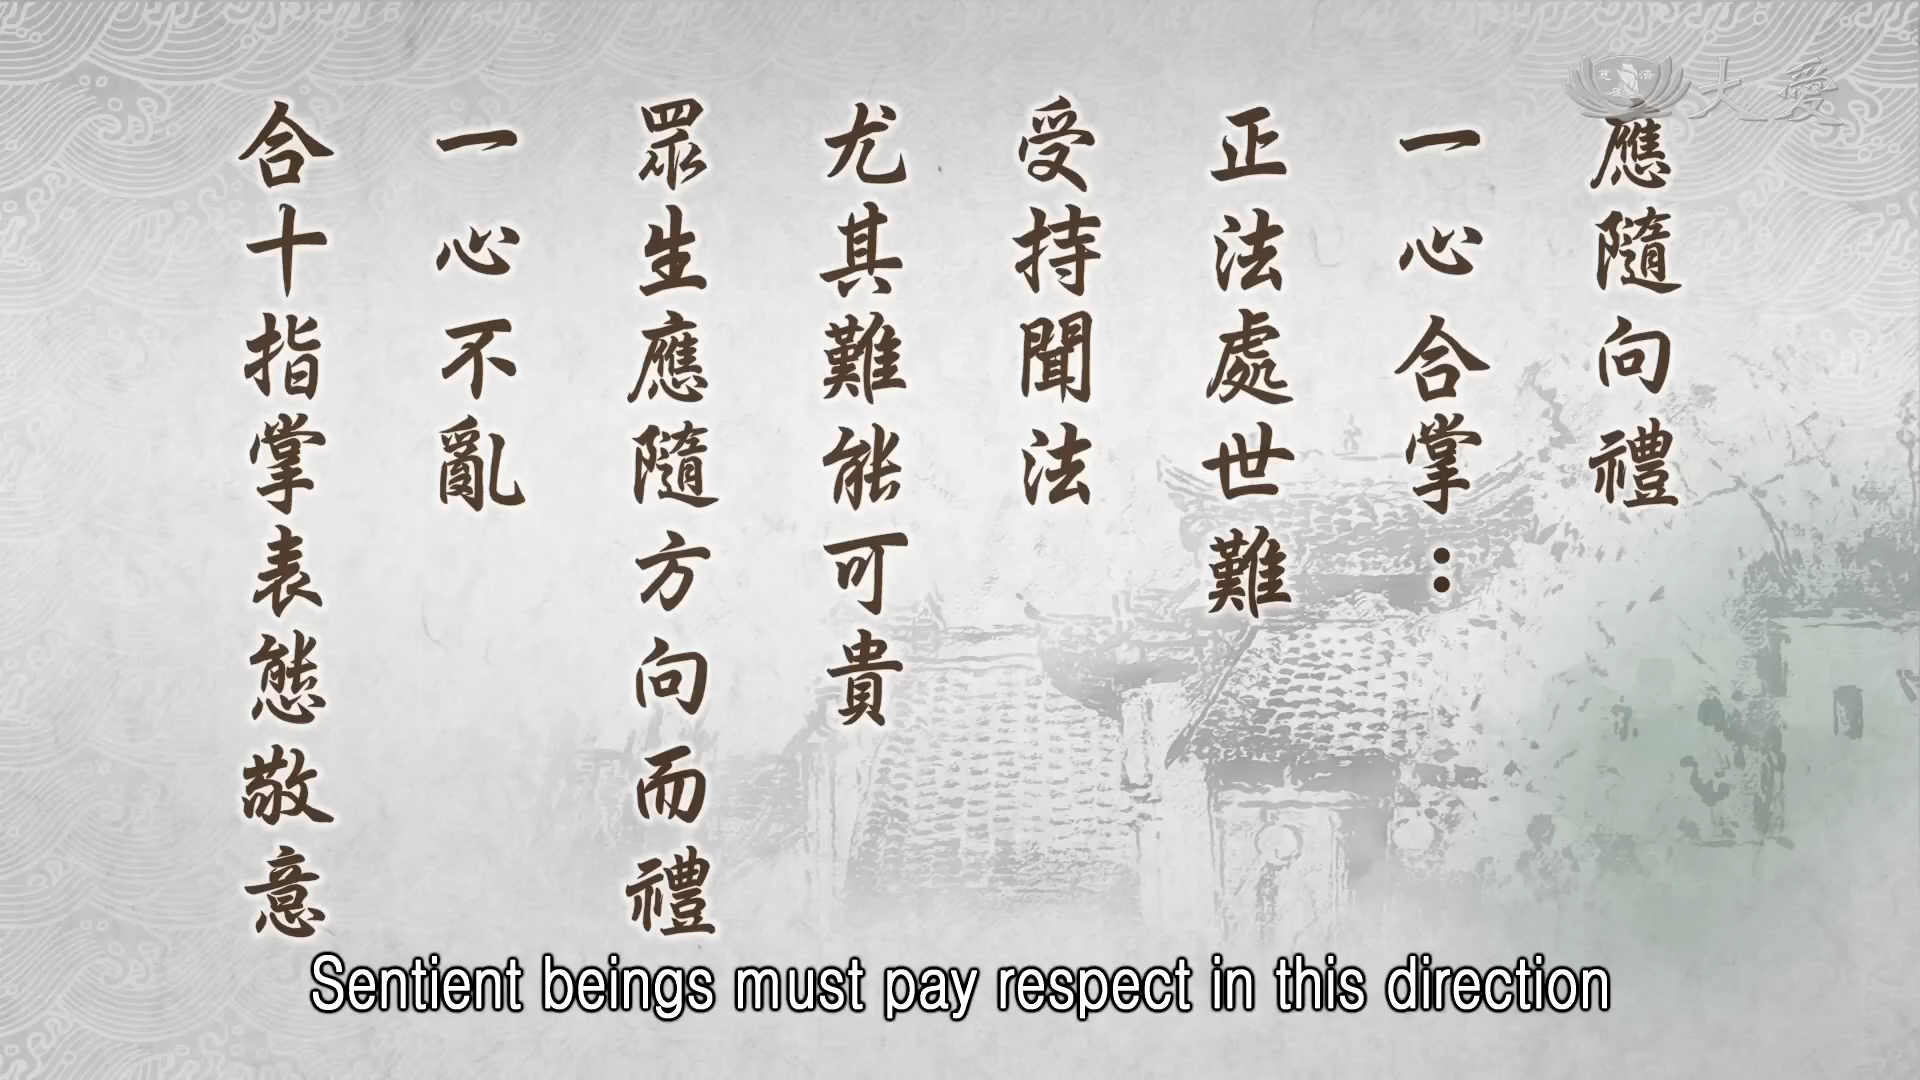 大愛
慈濟
應隨向禮
一心合掌：
正法處世難
受持聞法
尤其難能可貴
眾生應隨方向而禮
一心不亂
合十指掌表態敬意
Sentient beings must pay respect in this direction